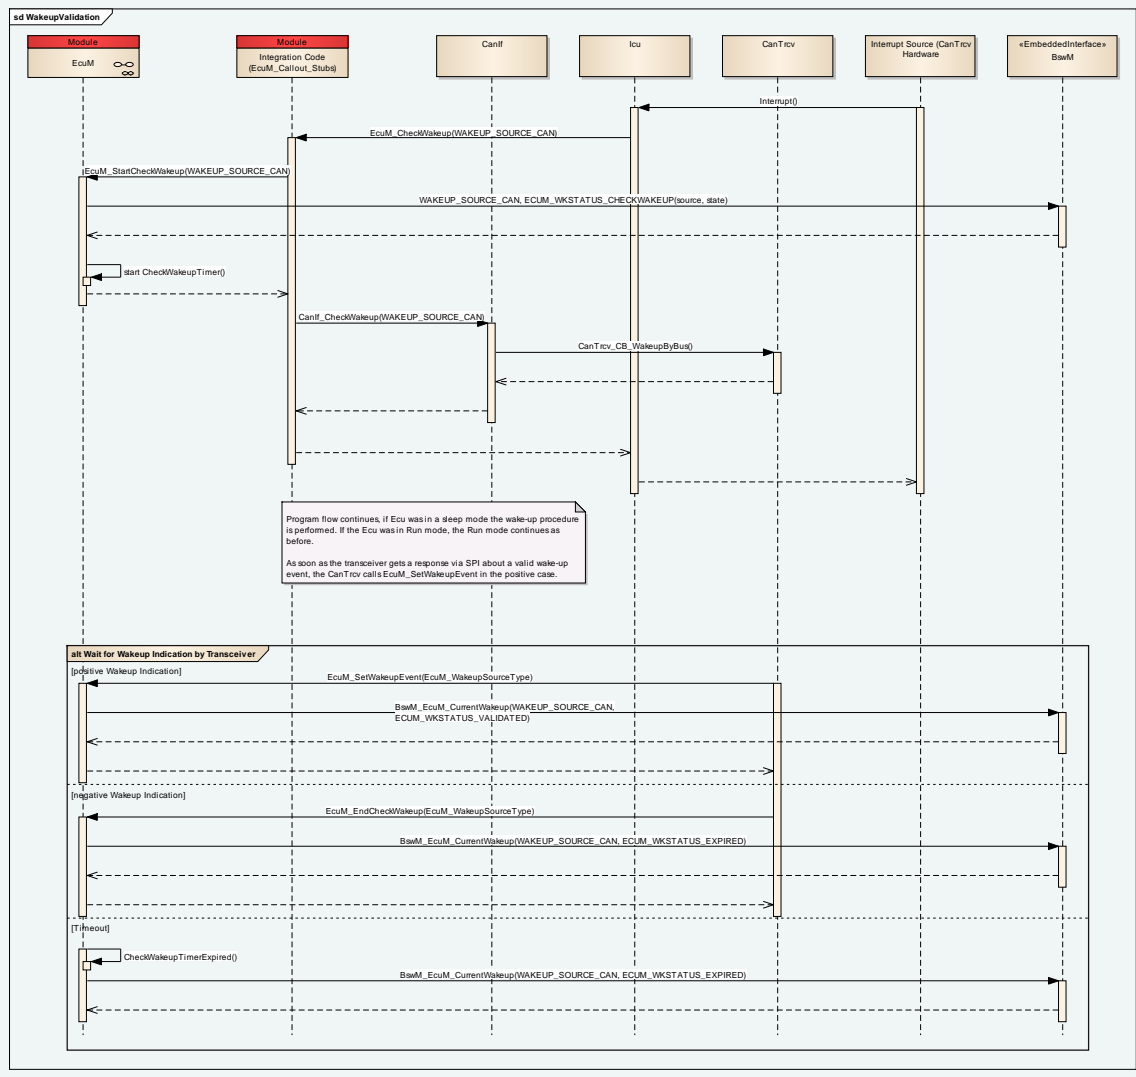 sd WakeupValidation
Module
EcuM
Module
Integration Code
(EcuM_Callout_Stubs)
CanIf
Icu
CanTrcv
Interrupt Source (CanTrcv
Hardware
«EmbeddedInterface»
BswM
Interrupt()
EcuM_CheckWakeup(WAKEUP_SOURCE_CAN)
EcuM_StartCheckWakeup(WAKEUP_SOURCE_CAN)
WAKEUP_SOURCE_CAN, ECUM_WKSTATUS_CHECKWAKEUP(source, state)
start CheckWakeupTimer()
CanIf_CheckWakeup(WAKEUP_SOURCE_CAN)
CanTrcv_CB_WakeupByBus()
Program flow continues, if Ecu was in a sleep mode the wake-up procedure
is performed. If the Ecu was in Run mode, the Run mode continues as
before.
As soon as the transceiver gets a response via SPI about a valid wake-up
event, the CanTrcv calls EcuM_SetWakeupEvent in the positive case.
alt Wait for Wakeup Indication by Transceiver
[positive Wakeup Indication]
EcuM_SetWakeupEvent(EcuM_WakeupSourceType)
BswM_EcuM_CurrentWakeup(WAKEUP_SOURCE_CAN,
ECUM_WKSTATUS_VALIDATED)
[negative Wakeup Indication]
EcuM_EndCheckWakeup(EcuM_WakeupSourceType)
BswM_EcuM_CurrentWakeup(WAKEUP_SOURCE_CAN, ECUM_WKSTATUS_EXPIRED)
[Timeout]
CheckWakeupTimerExpired()
BswM_EcuM_CurrentWakeup(WAKEUP_SOURCE_CAN, ECUM_WKSTATUS_EXPIRED)